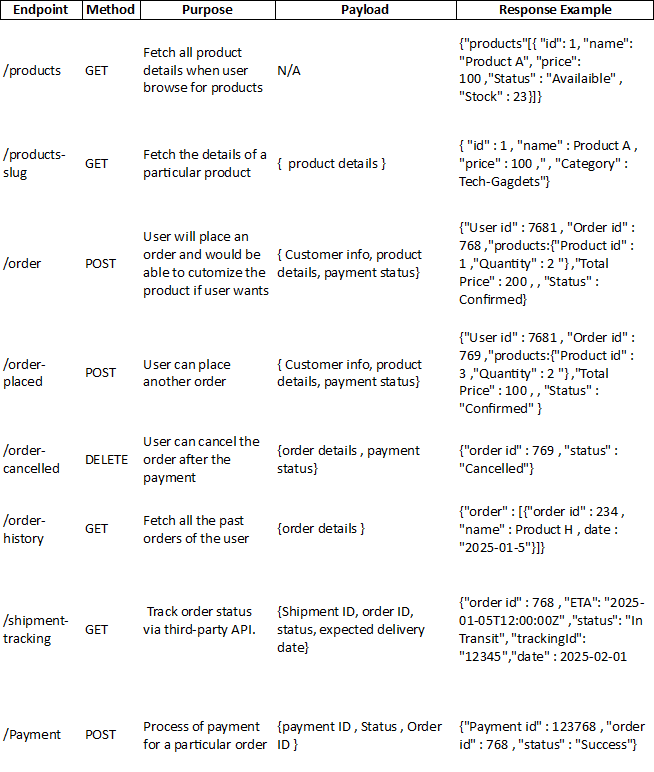 Endpoint Method Purpose Payload Response Example
/products GET Fetch all product details when user browse for products N/A {"products"[{ "id": 1, "name": "Product A", "price": 100 ,"Status" : "Availaible" , "Stock" : 23}]}
/products-slug GET Fetch the details of a particular product { product details } { "id" : 1 , "name" : Product A , "price" : 100 ," , "Category" : Tech-Gagdets"}
/order POST User will place an order and would be able to cutomize the product if user wants { Customer info, product details, payment status} {"User id" : 7681 , "Order id" : 768 ,"products:{"Product id" : 1 ,"Quantity" : 2 "} ,"Total Price" : 200 , , "Status" : Confirmed}
/order-placed POST User can place another order { Customer info, product details, payment status} {"User id" : 7681 , "Order id" : 769 ,"products:{"Product id" : 3 ,"Quantity" : 2 "} ,"Total Price" : 100 , , "Status" : "Confirmed" }
/order-cancelled DELETE User can cancel the order after the payment {order details , payment status} {"order id" : 769 , "status" : "Cancelled"}
/order-history GET Fetch all the past orders of the user {order details } {"order" : [{"order id" : 234 , "name" : Product H , date : "2025-01-5"}]}
/shipment-tracking GET Track order status via third-party API. {Shipment ID, order ID, status, expected delivery date} {"order id" : 768 , "ETA": "2025-01-05T12:00:00Z" ,"status": "In Transit", "trackingId": "12345","date" : 2025-02-01
/Payment POST Process of payment for a particular order {payment ID , Status , Order ID } {"Payment id" : 123768 , "order id" : 768 , "status" : "Success"}